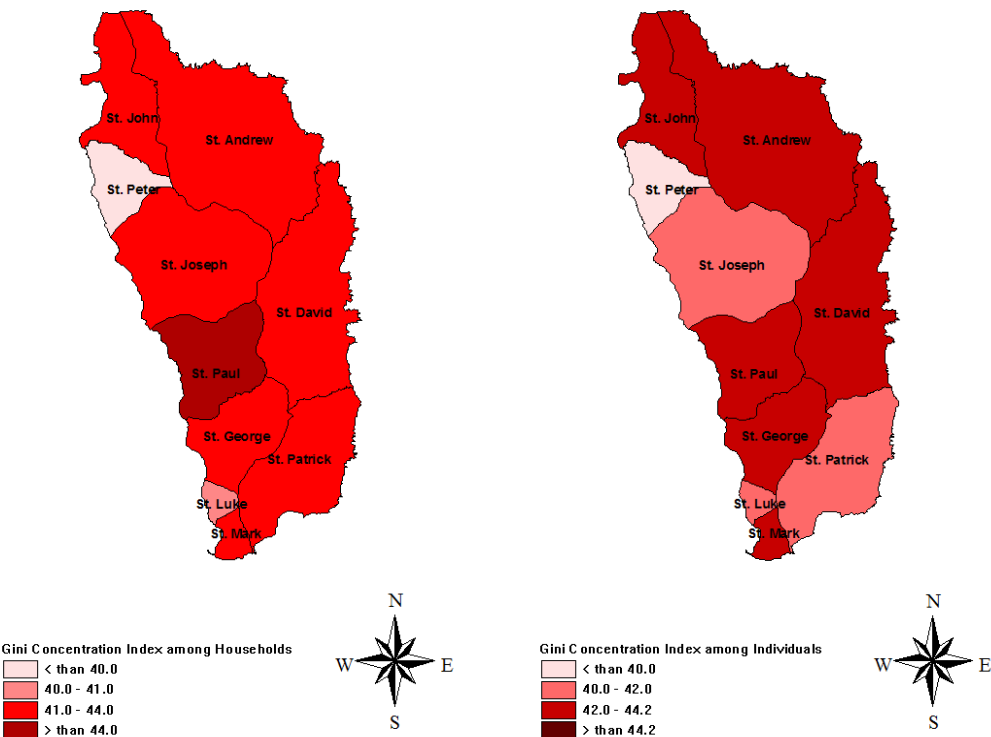 St. John
St. Andrew
St. Peter
St. Joseph
St. David
St. Paul
St. George
St. Patrick
St. Luke
St. Mark
N
W
E
S
Gini Concentration Index among Households
< than 40.0
40.0 - 41.0
41.0 - 44.0
> than 44.0
St. John
St. Andrew
St. Peter
St. Joseph
St. David
St. Paul
St. George
St. Patrick
St. Luke
St. Mark
N
W
E
S
Gini Concentration Index among Individuals
< than 40.0
40.0 - 42.0
42.0 - 44.2
> than 44.2